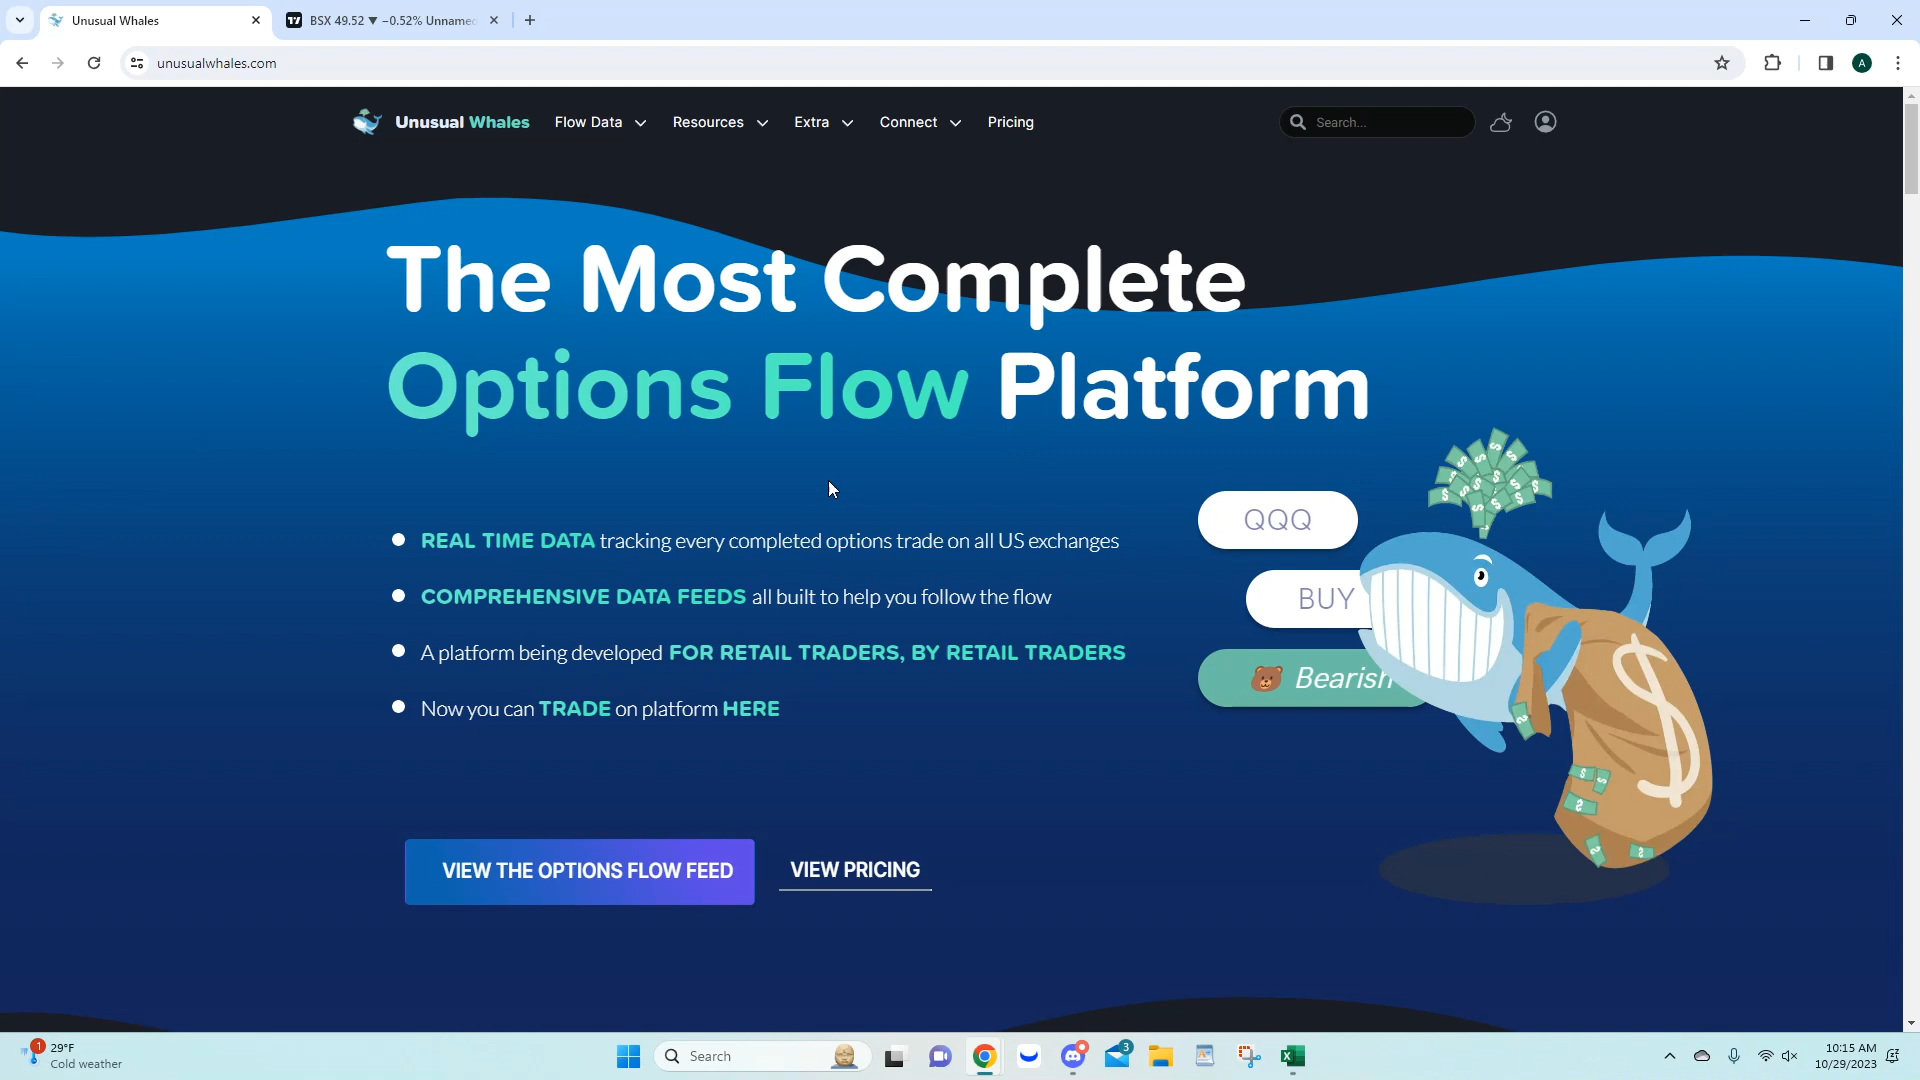 Unusual Whales
BSX 49.52 ▼ −0.52% Unname
unusualwhales.com
A
Unusual Whales
Flow Data
Resources
Extra
Connect
Pricing
Search...
The Most Complete
Options Flow Platform
REAL TIME DATA tracking every completed options trade on all US exchanges
COMPREHENSIVE DATA FEEDS all built to help you follow the flow
A platform being developed FOR RETAIL TRADERS, BY RETAIL TRADERS
Now you can TRADE on platform HERE
QQQ
BUY
Bearish
VIEW THE OPTIONS FLOW FEED
VIEW PRICING
1
29°F
Cold weather
Search
3
10:15 AM
10/29/2023